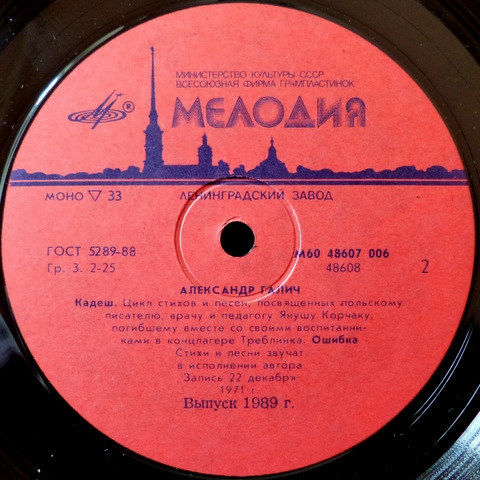 МИНИСТЕРСТВО КУЛЬТУРЫ СССР
ВСЕСОЮЗНАЯ ФИРМА ГРАМПЛАСТИНОК
® МЕЛОДИЯ
МОНО ▽ 33 ЛЕНИНГРАДСКИЙ ЗАВОД
ГОСТ 5289-88 М60 48607 006
Гр. 3. 2-25 48608 2
АЛЕКСАНДР ГАЛИЧ
Кадеш. Цикл стихов и песен, посвященных польскому
писателю, врачу и педагогу Янушу Корчаку,
погибшему вместе со своими воспитанни-
ками в концлагере Треблинка. Ошибка
Стихи и песни звучат
в исполнении автора
Запись 22 декабря
1971 г.
Выпуск 1989 г.